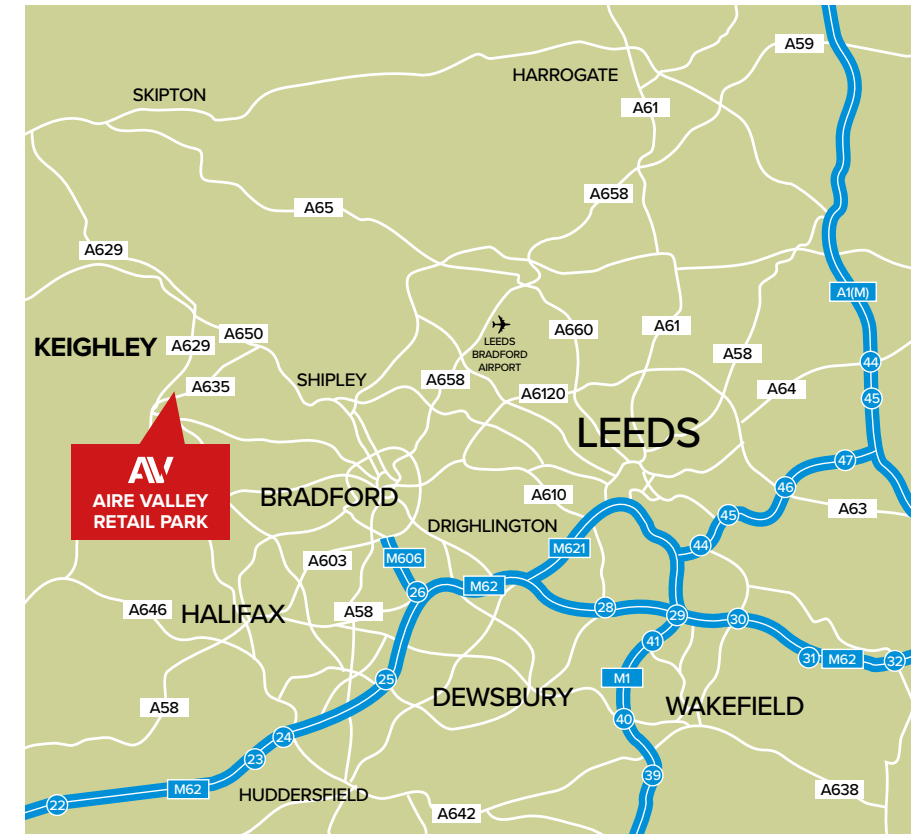 A59
HARROGATE
SKIPTON
A61
A658
A65
A629
A1(M)
LEEDS
BRADFORD
AIRPORT
A660
A61
A650
KEIGHLEY
A629
A58
44
SHIPLEY
A658
A635
A64
A6120
45
LEEDS
AV
AIRE VALLEY
RETAIL PARK
47
46
BRADFORD
A610
A63
45
DRIGHLINGTON
M621
44
M606
A603
M62
26
28
A646
HALIFAX
A58
29
30
41
31
M62
32
25
M1
DEWSBURY
WAKEFIELD
A58
40
24
23
39
M62
HUDDERSFIELD
A638
22
A642